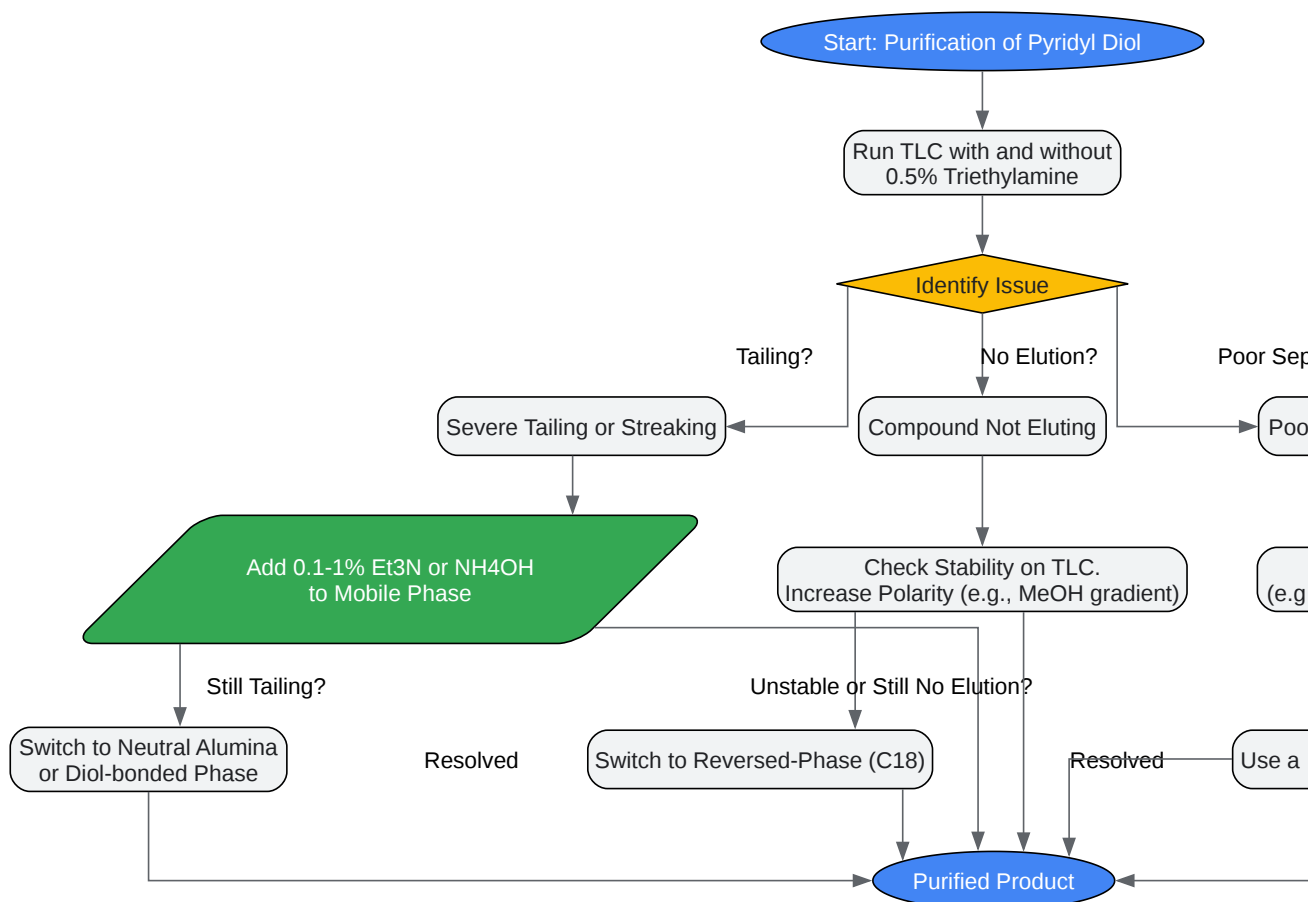 Start: Purification of Pyridyl Diol
Run TLC with and without
0.5% Triethylamine
Identify Issue
Tailing?
No Elution?
Poor Sep
Severe Tailing or Streaking
Compound Not Eluting
Poo
Add 0.1-1% Et3N or NH4OH
to Mobile Phase
Check Stability on TLC.
Increase Polarity (e.g., MeOH gradient)
(e.g
Still Tailing?
Unstable or Still No Elution?
Switch to Neutral Alumina
or Diol-bonded Phase
Resolved
Switch to Reversed-Phase (C18)
Resolved
Use a
Purified Product